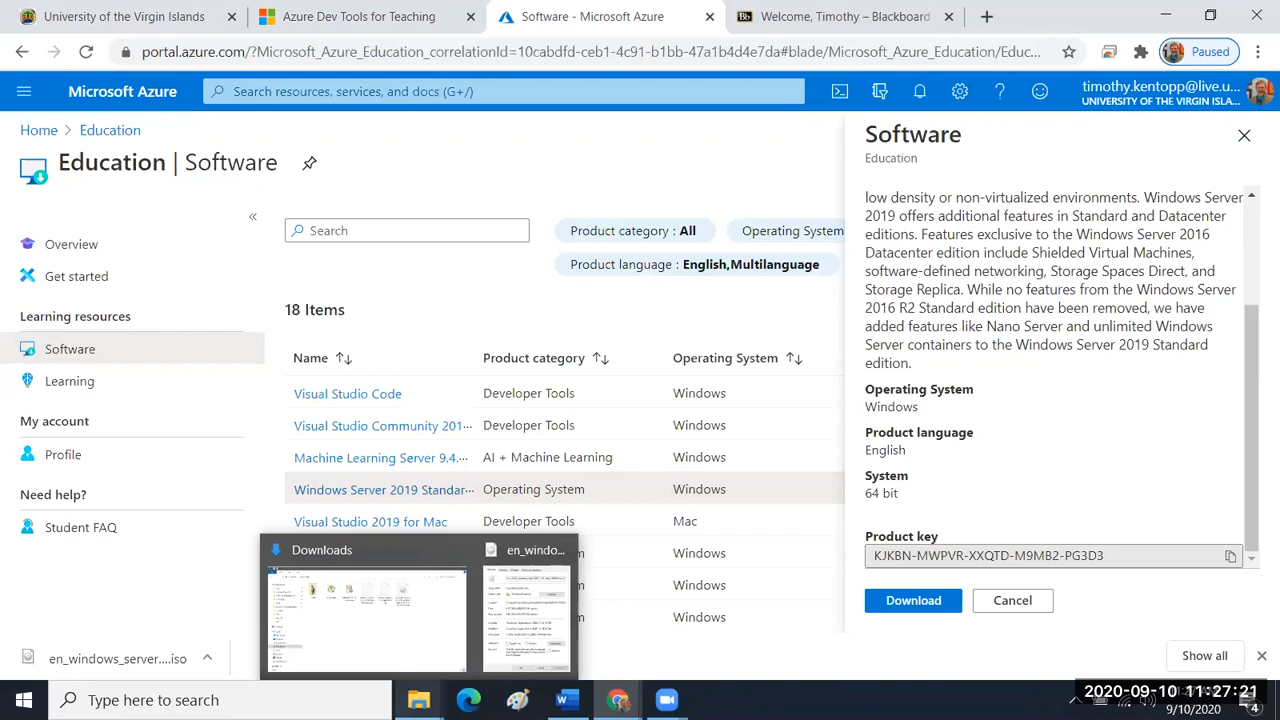 University of the Virgin Islands
Azure Dev Tools for Teaching
Software - Microsoft Azure
Welcome, Timothy – Blackboard
portal.azure.com/?Microsoft_Azure_Education_correlationId=10cabdfd-ceb1-4c91-b1bb-47a1b4d4e7da#blade/Microsoft_Azure_Education/Educ...
Paused
Microsoft Azure
Search resources, services, and docs (G+/)
timothy.kentopp@live.u...
UNIVERSITY OF THE VIRGIN ISLA...
Home > Education
Education | Software
Search
Product category : All
Operating System
Product language : English,Multilanguage
Overview
Get started
Learning resources
Software
Learning
My account
Profile
Need help?
Student FAQ
18 Items
Name
Product category
Operating System
Visual Studio Code
Developer Tools
Windows
Visual Studio Community 201...
Developer Tools
Windows
Machine Learning Server 9.4....
AI + Machine Learning
Windows
Windows Server 2019 Standar...
Operating System
Windows
Visual Studio 2019 for Mac
Developer Tools
Mac
Windows
Windows
Windows
Software
Education
low density or non-virtualized environments. Windows Server
2019 offers additional features in Standard and Datacenter
editions. Features exclusive to the Windows Server 2016
Datacenter edition include Shielded Virtual Machines,
software-defined networking, Storage Spaces Direct, and
Storage Replica. While no features from the Windows Server
2016 R2 Standard edition have been removed, we have
added features like Nano Server and unlimited Windows
Server containers to the Windows Server 2019 Standard
edition.
Operating System
Windows
Product language
English
System
64 bit
Product key
KJKBN-MWPVR-XXQTD-M9MB2-PG3D3
Download
Cancel
Downloads
en_windo...
Show all
Type here to search
2020-09-10 11:27:21
9/10/2020
4